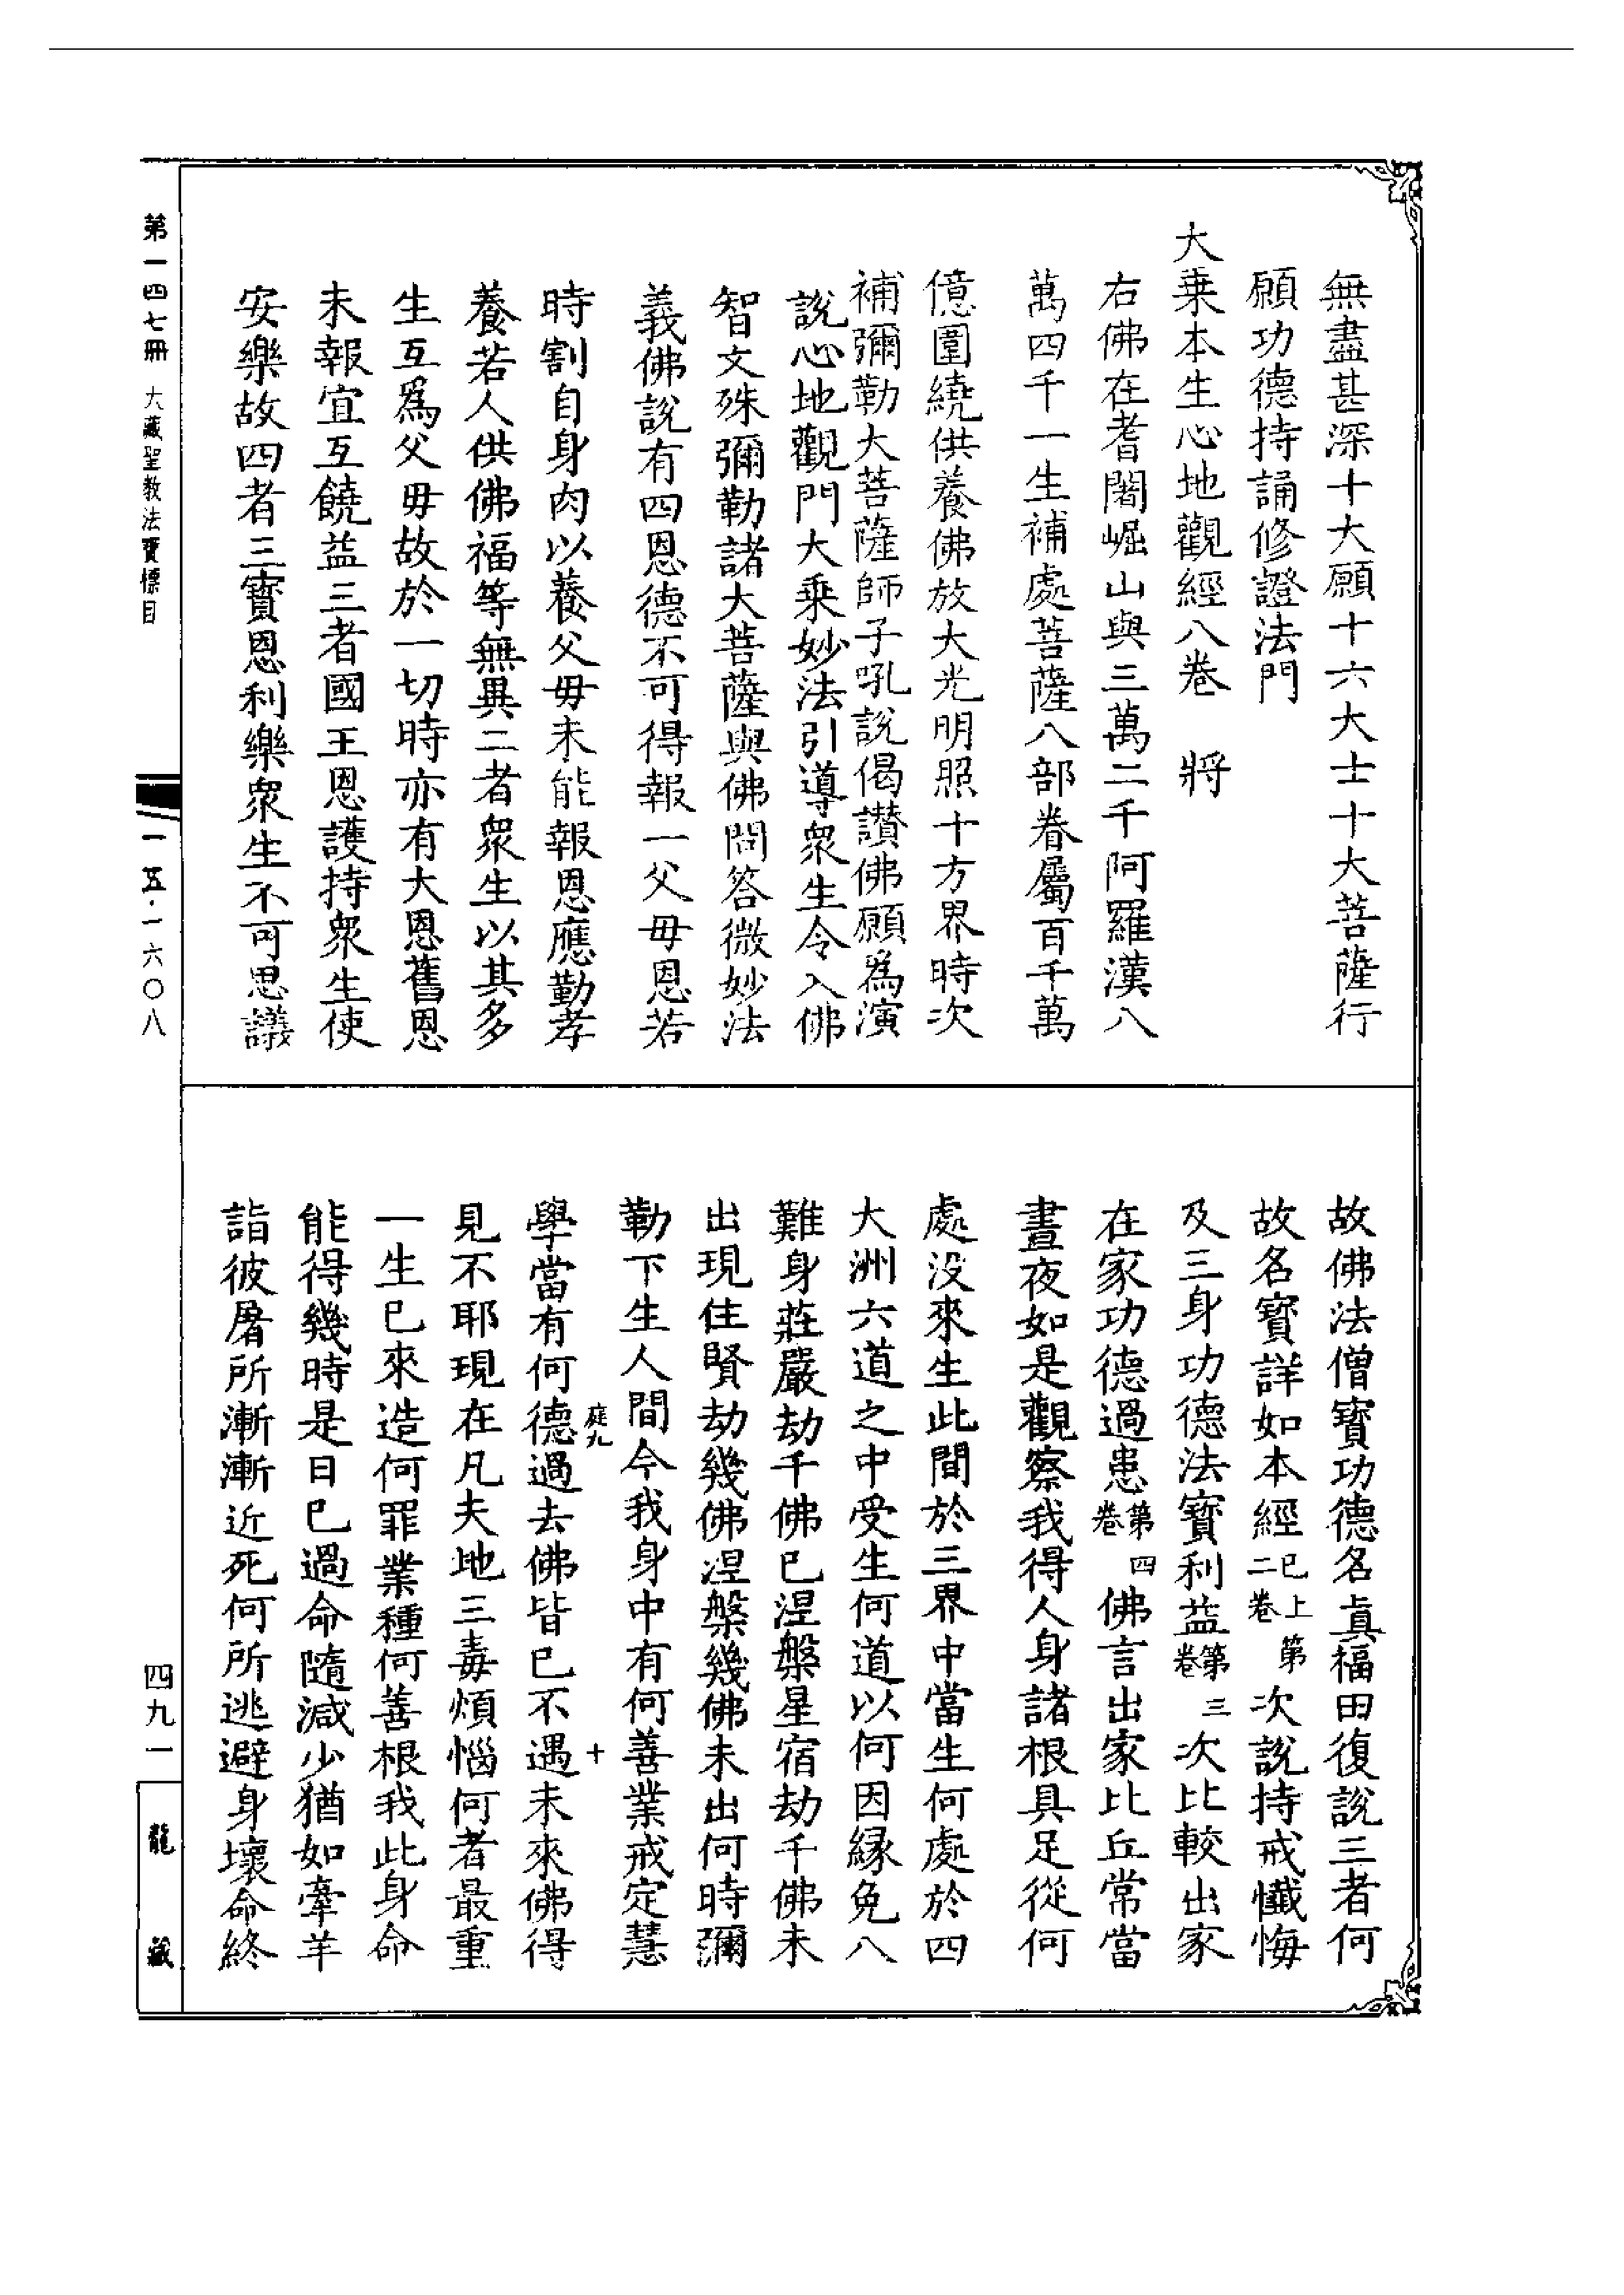 無盡甚深十大願十六大士十大菩薩行
願功德持誦修證法門
大乗本生心地觀經八卷　將
右佛在耆闍崛山與三萬二千阿羅漢八
萬四千一生補處菩薩八部眷屬百千萬
億圍繞供養佛放大光明照十方界時次
補彌勒大菩薩師子吼說偈讚佛願爲演
說心地觀門大乗妙法引導衆生令入佛
智文殊彌勒諸大菩薩與佛問答微妙法
義佛說有四恩德不可得報一父母恩若
時割自身肉以養父母未能報恩應勤孝
養若人供佛福等無異二者衆生以其多
生互爲父母故於一切時亦有大恩舊恩
未報宜互饒益三者國王恩護持衆生使
安樂故四者三寶恩利樂衆生不可思議
故佛法僧寶功德名眞福田復說三者何
故名寶詳如本經已上第二卷次說持戒懺悔
及三身功德法寶利益第三卷次比較出家
在家功德過患第四卷佛言出家比丘常當
晝夜如是觀察我得人身諸根具足從何
處没來生此間於三界中當生何處於四
大洲六道之中受生何道以何因緣免八
難身莊嚴劫千佛已涅槃星宿劫千佛未
出現住賢劫幾佛涅槃幾佛未出何時彌
勒下生人間今我身中有何善業戒定慧
庭九　十
學當有何德過去佛皆已不遇未來佛得
見不耶現在凡夫地三毒煩惱何者最重
一生已來造何罪業種何善根我此身命
能得幾時是日已過命隨減少猶如牽羊
詣彼屠所漸漸近死何所逃避身壞命終
第一四七冊　大藏聖教法寶標目
一五·一六〇八
四九一
龍藏